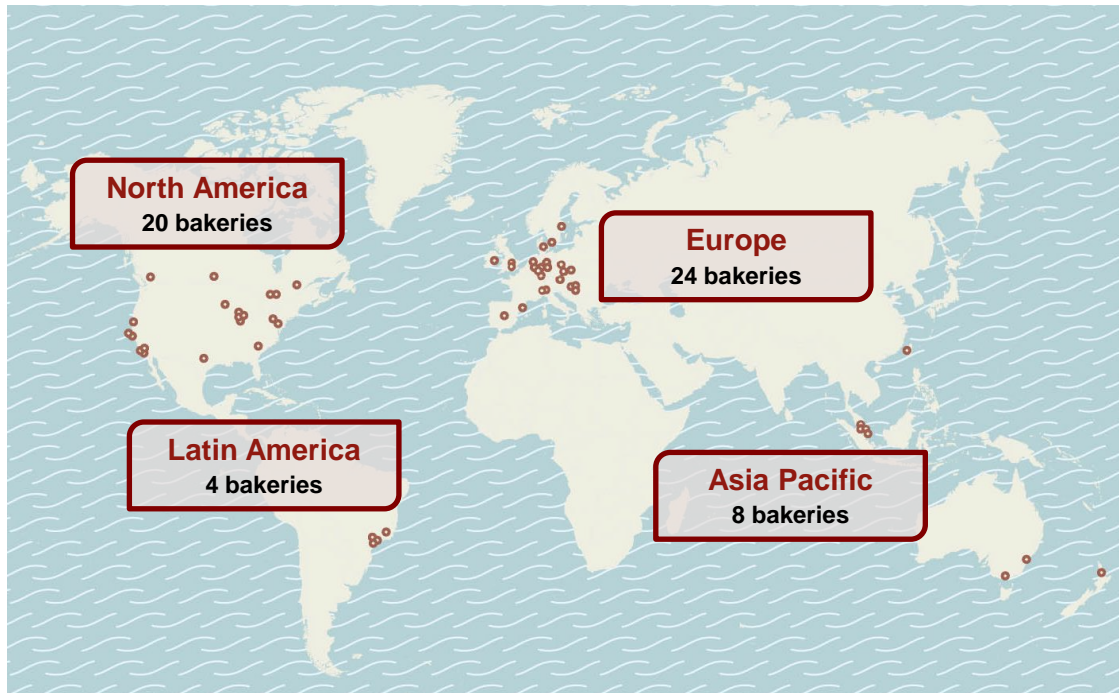 North America
20 bakeries
Europe
24 bakeries
Latin America
4 bakeries
Asia Pacific
8 bakeries